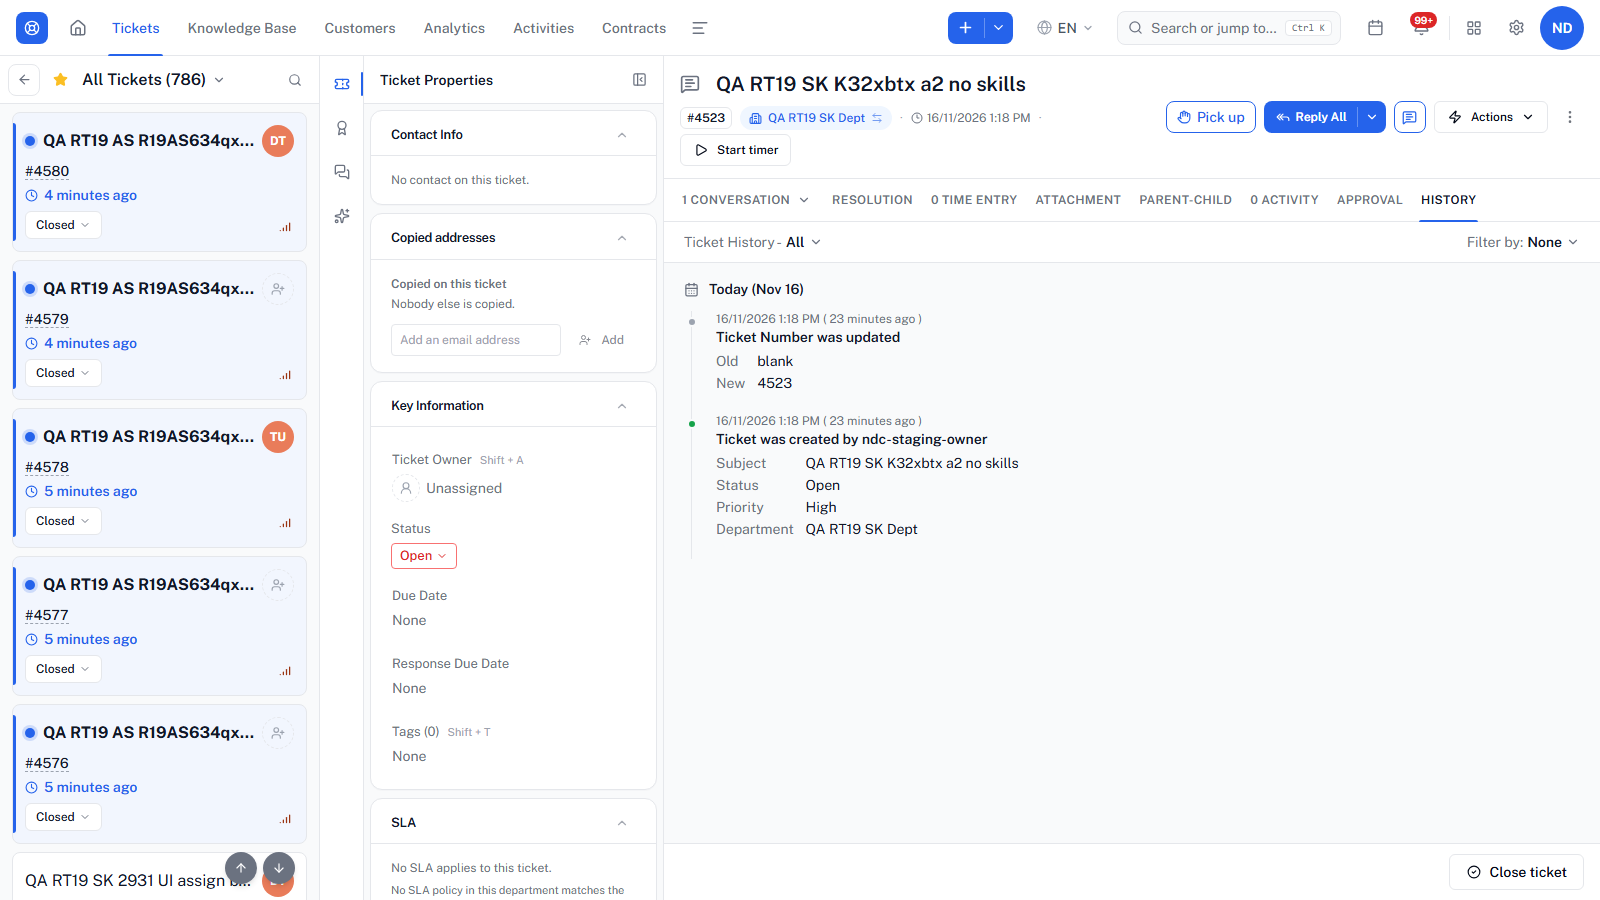 Tickets
Knowledge Base
Customers
Analytics
Activities
Contracts
EN
Search or jump to...
Ctrl K
99+
ND
All Tickets (786)
QA RT19 AS R19AS634qx...
DT
#4580
4 minutes ago
Closed
QA RT19 AS R19AS634qx...
#4579
4 minutes ago
Closed
QA RT19 AS R19AS634qx...
TU
#4578
5 minutes ago
Closed
QA RT19 AS R19AS634qx...
#4577
5 minutes ago
Closed
QA RT19 AS R19AS634qx...
#4576
5 minutes ago
Closed
QA RT19 SK 2931 UI assign
Ticket Properties
Contact Info
No contact on this ticket.
Copied addresses
Copied on this ticket
Nobody else is copied.
Add an email address
Add
Key Information
Ticket Owner Shift + A
Unassigned
Status
Open
Due Date
None
Response Due Date
None
Tags (0) Shift + T
None
SLA
No SLA applies to this ticket.
No SLA policy in this department matches the
QA RT19 SK K32xbtx a2 no skills
#4523
QA RT19 SK Dept
· 16/11/2026 1:18 PM ·
Pick up
Reply All
Actions
Start timer
1 CONVERSATION
RESOLUTION
0 TIME ENTRY
ATTACHMENT
PARENT-CHILD
0 ACTIVITY
APPROVAL
HISTORY
Ticket History - All
Filter by: None
Today (Nov 16)
16/11/2026 1:18 PM ( 23 minutes ago )
Ticket Number was updated
Old blank
New 4523
16/11/2026 1:18 PM ( 23 minutes ago )
Ticket was created by ndc-staging-owner
Subject QA RT19 SK K32xbtx a2 no skills
Status Open
Priority High
Department QA RT19 SK Dept
Close ticket